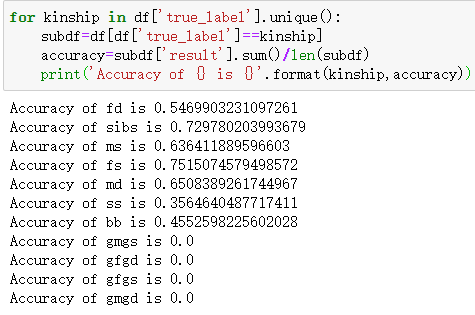 for kinship in df['true_label'].unique():
    subdf=df[df['true_label']==kinship]
    accuracy=subdf['result'].sum()/len(subdf)
    print('Accuracy of {} is {}'.format(kinship,accuracy))
Accuracy of fd is 0.5469903231097261
Accuracy of sibs is 0.729780203993679
Accuracy of ms is 0.636411889596603
Accuracy of fs is 0.7515074579498572
Accuracy of md is 0.6508389261744967
Accuracy of ss is 0.3564640487717411
Accuracy of bb is 0.4552598225602028
Accuracy of gmgs is 0.0
Accuracy of gfgd is 0.0
Accuracy of gfgs is 0.0
Accuracy of gmgd is 0.0